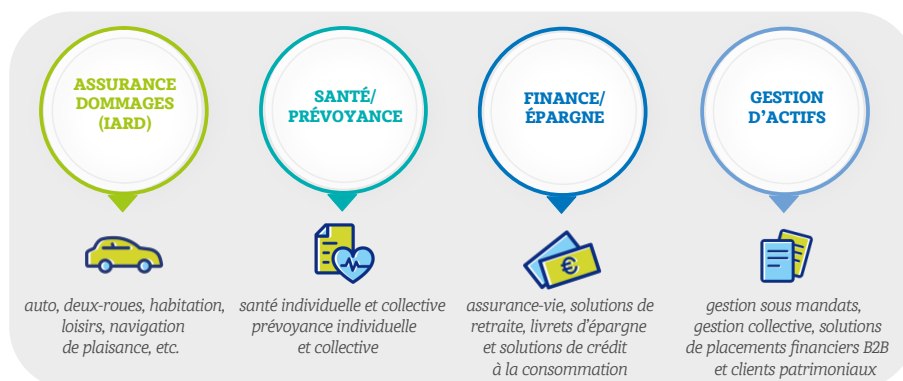 ASSURANCE
DOMMAGES
(IARD)
SANTÉ/
PRÉVOYANCE
FINANCE/
ÉPARGNE
GESTION
D’ACTIFS
€
auto, deux-roues, habitation,
loisirs, navigation
de plaisance, etc.
santé individuelle et collective
prévoyance individuelle
et collective
assurance-vie, solutions de
retraite, livrets d’épargne
et solutions de crédit
à la consommation
gestion sous mandats,
gestion collective, solutions
de placements financiers B2B
et clients patrimoniaux